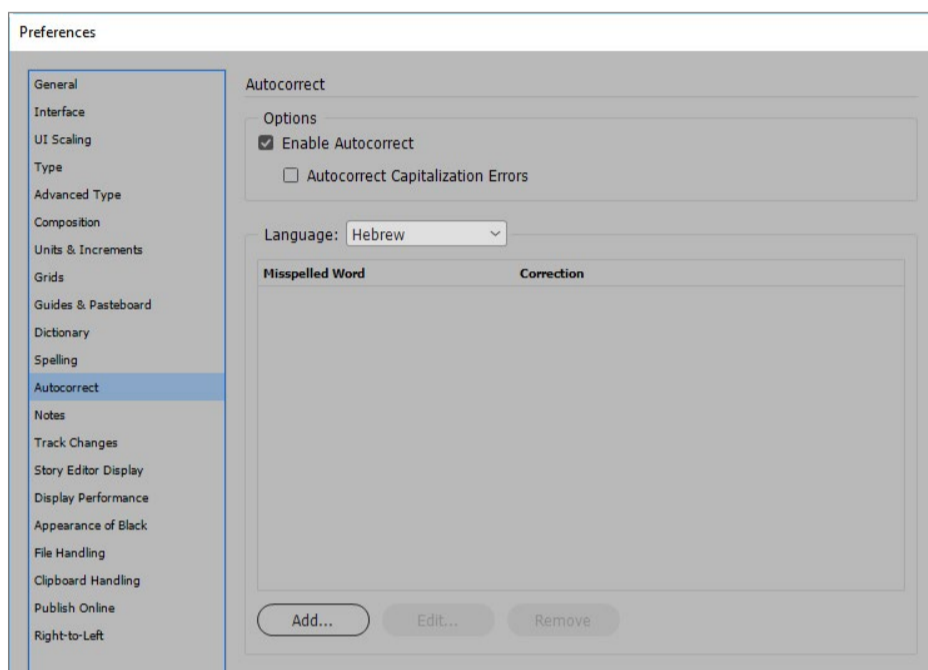 Preferences
General
Interface
UI Scaling
Type
Advanced Type
Composition
Units & Increments
Grids
Guides & Pasteboard
Dictionary
Spelling
Autocorrect
Notes
Track Changes
Story Editor Display
Display Performance
Appearance of Black
File Handling
Clipboard Handling
Publish Online
Right-to-Left
Autocorrect
Options
Enable Autocorrect
Autocorrect Capitalization Errors
Language: Hebrew
Misspelled Word Correction
Add... Edit... Remove